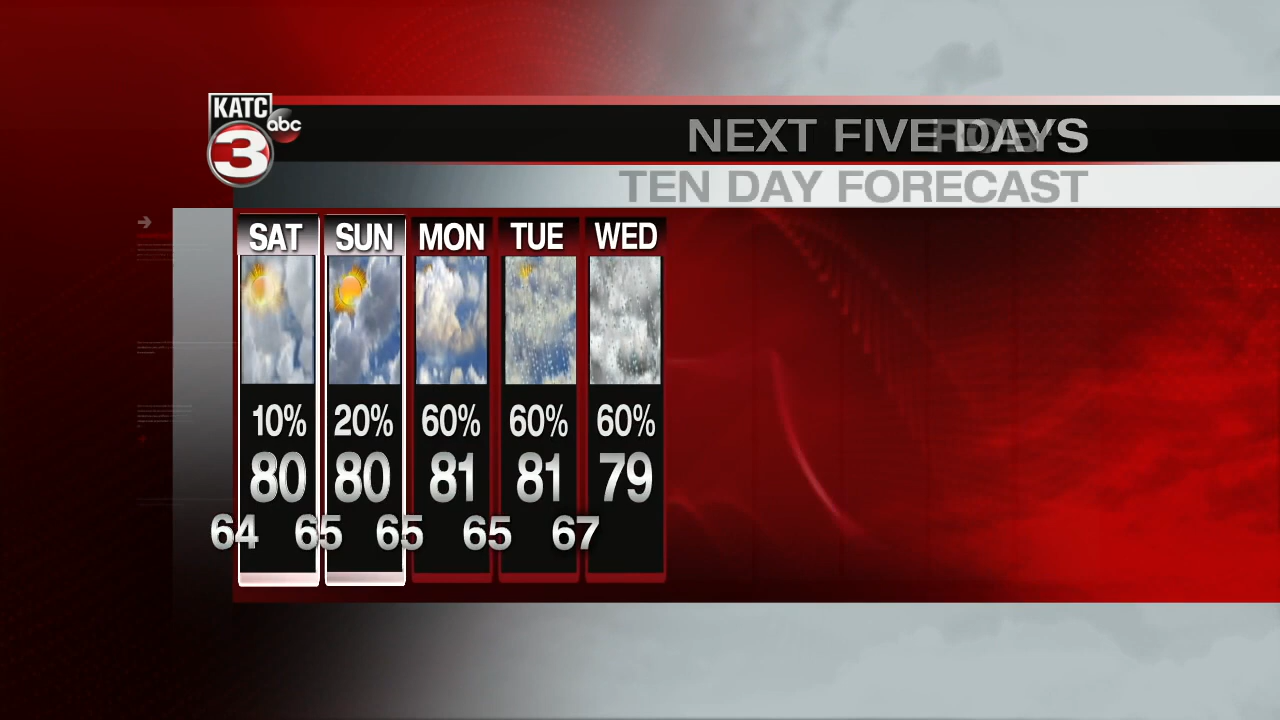 KATC
abc
3
NEXT FIVE DAYS
TEN DAY FORECAST
SAT SUN MON TUE WED
10% 20% 60% 60% 60%
80 80 81 81 79
64 65 65 65 67